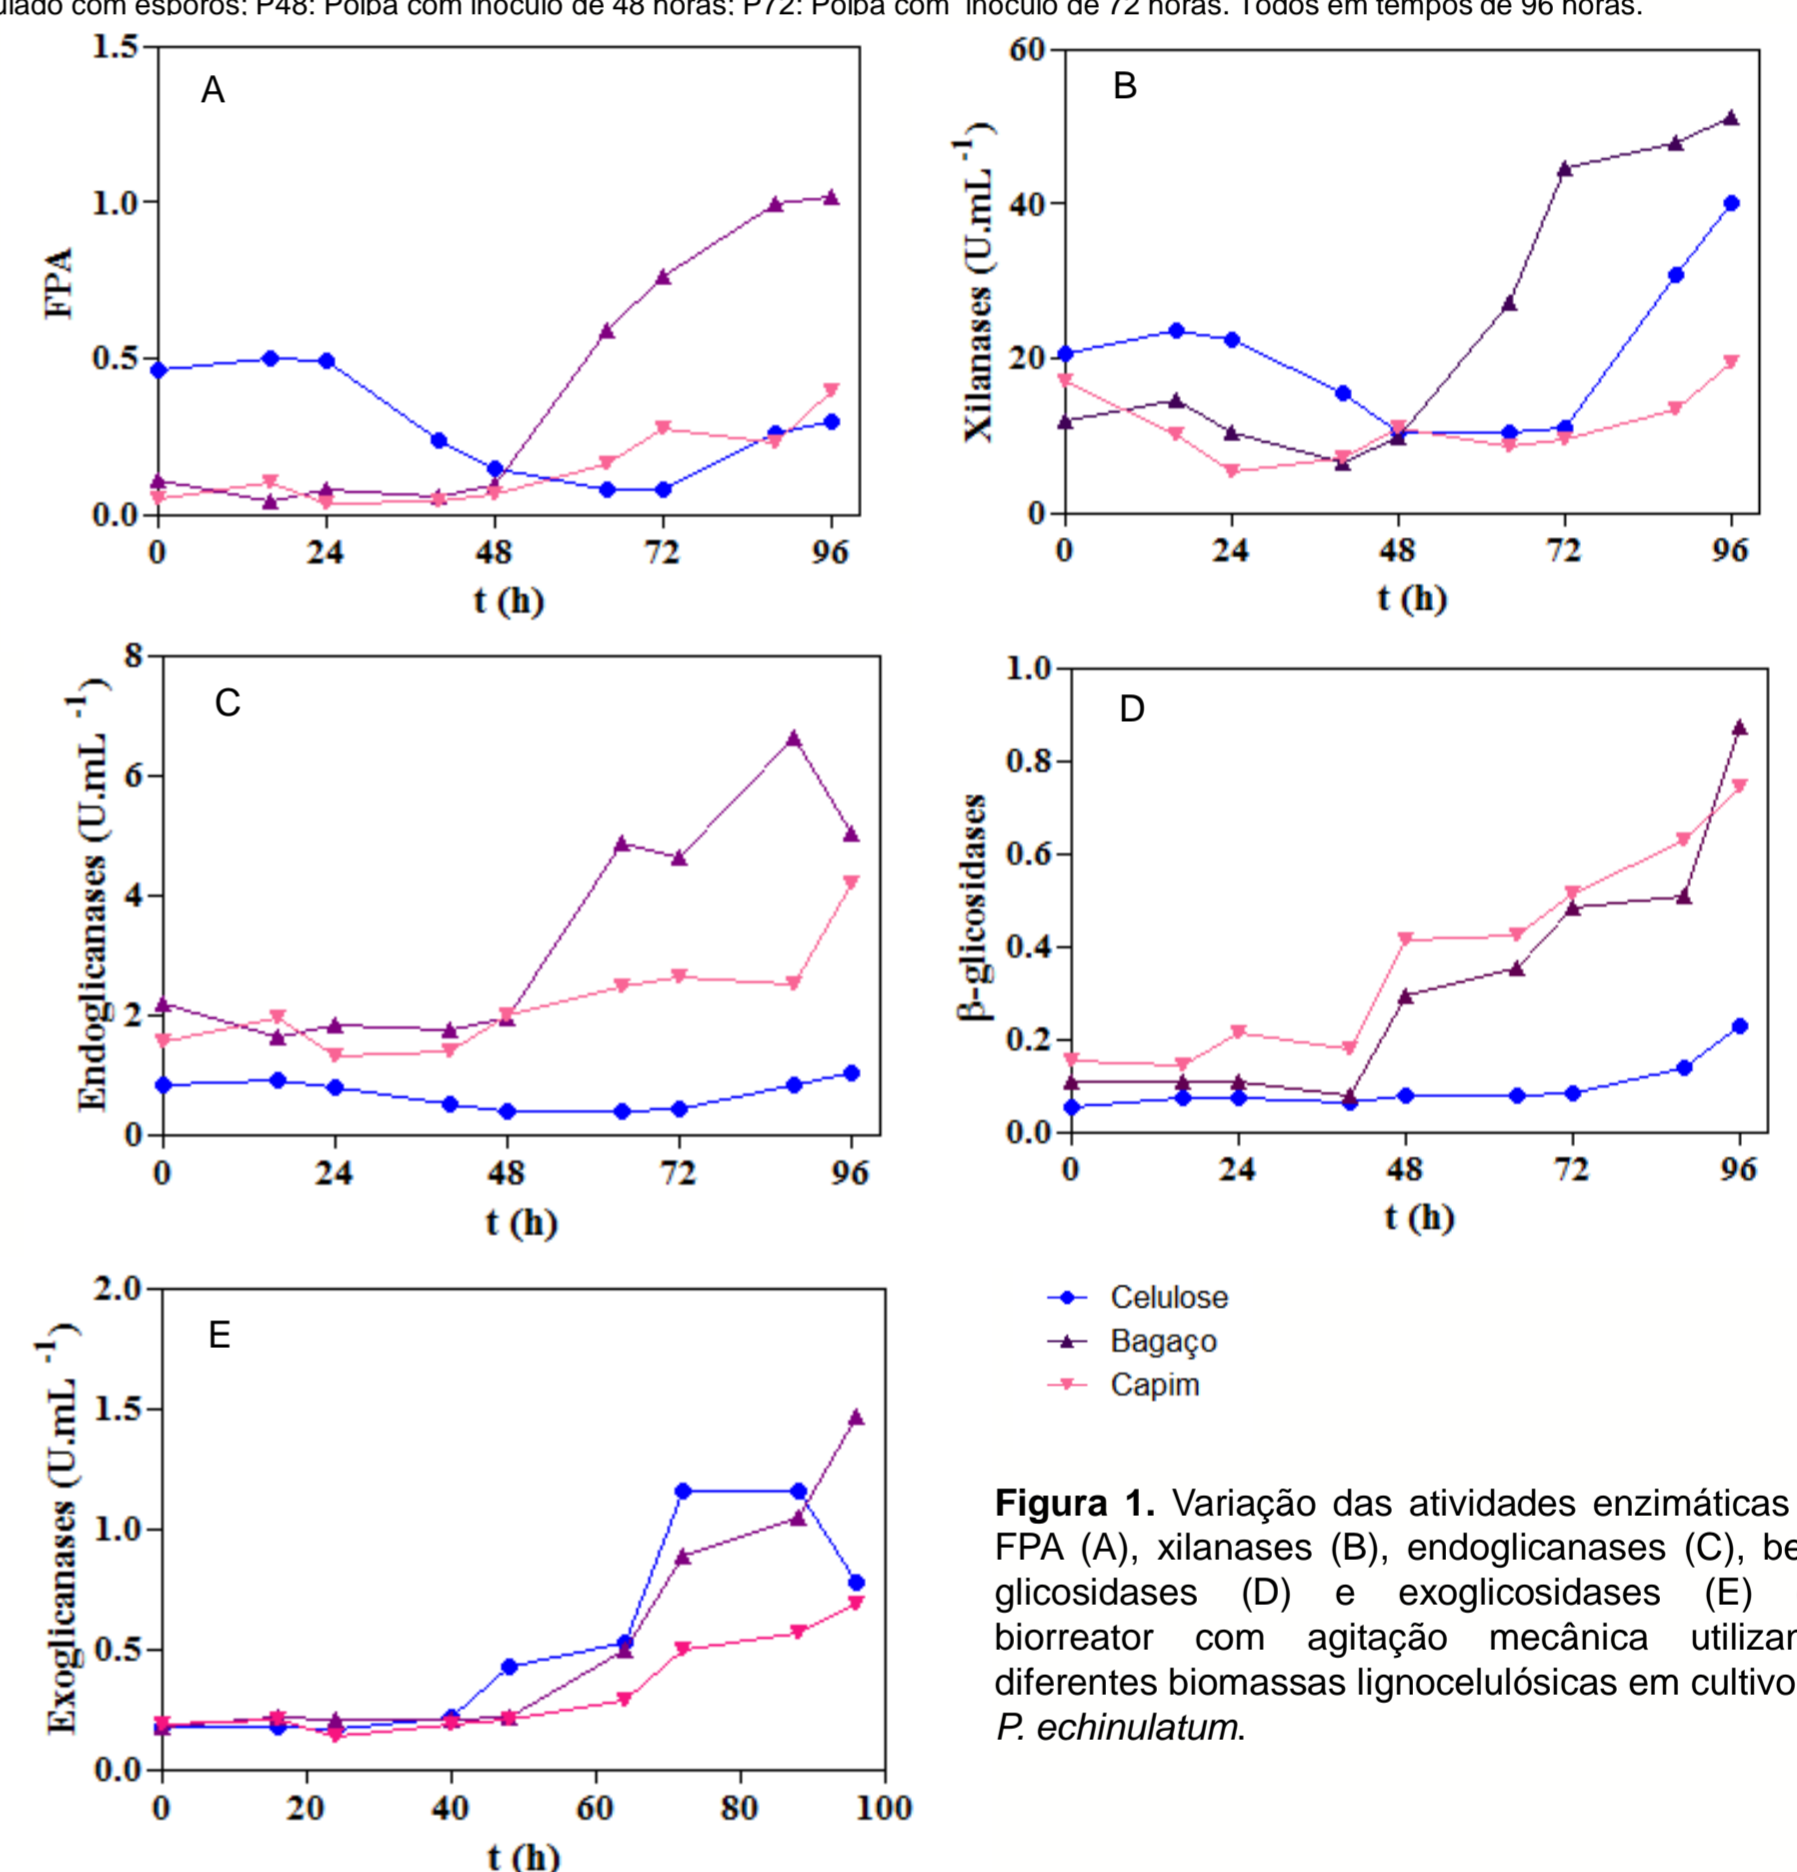 com esporos; P48: Polpa com inóculo de 48 horas; P72: Polpa com inóculo de 72 horas. Todos em tempos de 96 horas.
A
FPA
1.5
1.0
0.5
0.0
0 24 48 72 96
t (h)
B
Xilanases (U.mL -1)
60
40
20
0
0 24 48 72 96
t (h)
C
Endoglicanases (U.mL -1)
8
6
4
2
0
0 24 48 72 96
t (h)
D
β-glicosidases
1.0
0.8
0.6
0.4
0.2
0.0
0 24 48 72 96
t (h)
E
Exoglicanases (U.mL -1)
2.0
1.5
1.0
0.5
0.0
0 20 40 60 80 100
t (h)
Celulose
Bagaço
Capim
Figura 1. Variação das atividades enzimáticas
FPA (A), xilanases (B), endoglicanases (C), be
glicosidases (D) e exoglicosidases (E)
biorreator com agitação mecânica utilizan
diferentes biomassas lignocelulósicas em cultivo
P. echinulatum.